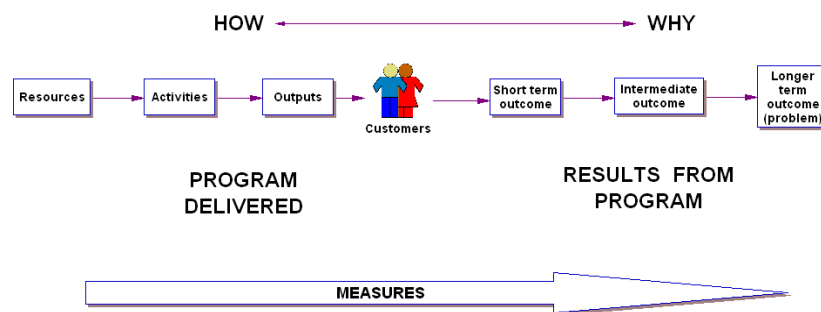 HOW
WHY
Resources
Activities
Outputs
Customers
Short term
outcome
Intermediate
outcome
Longer
term
outcome
(problem)
PROGRAM
DELIVERED
RESULTS FROM
PROGRAM
MEASURES